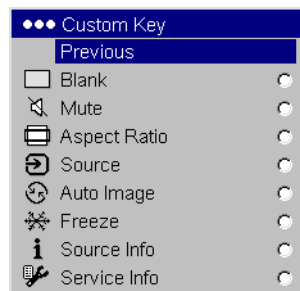 Custom Key
Previous
Blank
Mute
Aspect Ratio
Source
Auto Image
Freeze
Source Info
Service Info